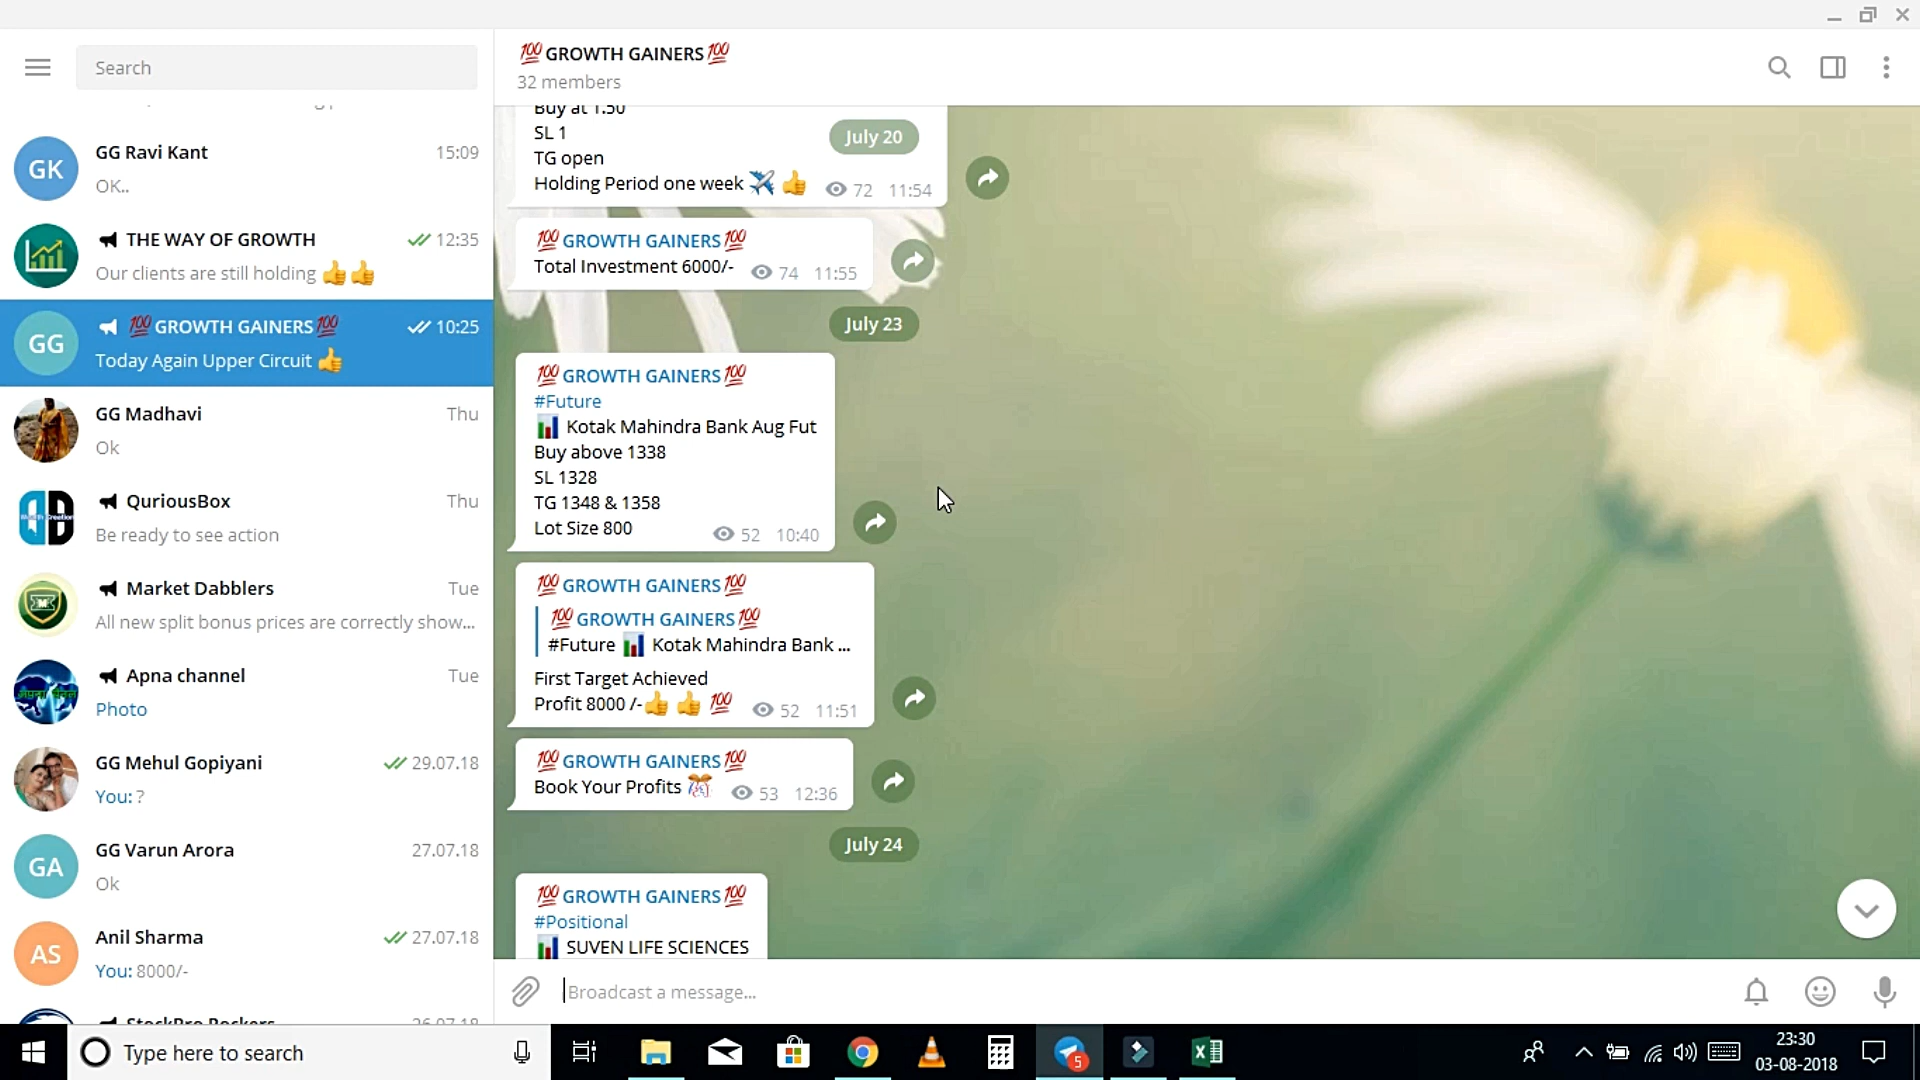 Search
💯GROWTH GAINERS💯
32 members
GK
GG Ravi Kant
15:09
OK..
THE WAY OF GROWTH
12:35
Our clients are still holding 👍👍
GG
💯GROWTH GAINERS💯
10:25
Today Again Upper Circuit 👍
GG Madhavi
Thu
Ok
QuriousBox
Thu
Be ready to see action
Market Dabblers
Tue
All new split bonus prices are correctly show...
Apna channel
Tue
Photo
GG Mehul Gopiyani
29.07.18
You: ?
GA
GG Varun Arora
27.07.18
Ok
AS
Anil Sharma
27.07.18
You: 8000/-
StockPro Rockers
26.07.18
Buy at 1.50
SL 1
July 20
TG open
Holding Period one week ✈️ 👍
72 11:54
💯GROWTH GAINERS💯
Total Investment 6000/-
74 11:55
July 23
💯GROWTH GAINERS💯
#Future
📊 Kotak Mahindra Bank Aug Fut
Buy above 1338
SL 1328
TG 1348 & 1358
Lot Size 800
52 10:40
💯GROWTH GAINERS💯
💯GROWTH GAINERS💯
#Future 📊 Kotak Mahindra Bank ...
First Target Achieved
Profit 8000 /-👍 👍 💯
52 11:51
💯GROWTH GAINERS💯
Book Your Profits 🎊
53 12:36
July 24
💯GROWTH GAINERS💯
#Positional
📊 SUVEN LIFE SCIENCES
Broadcast a message...
Type here to search
5
23:30
03-08-2018